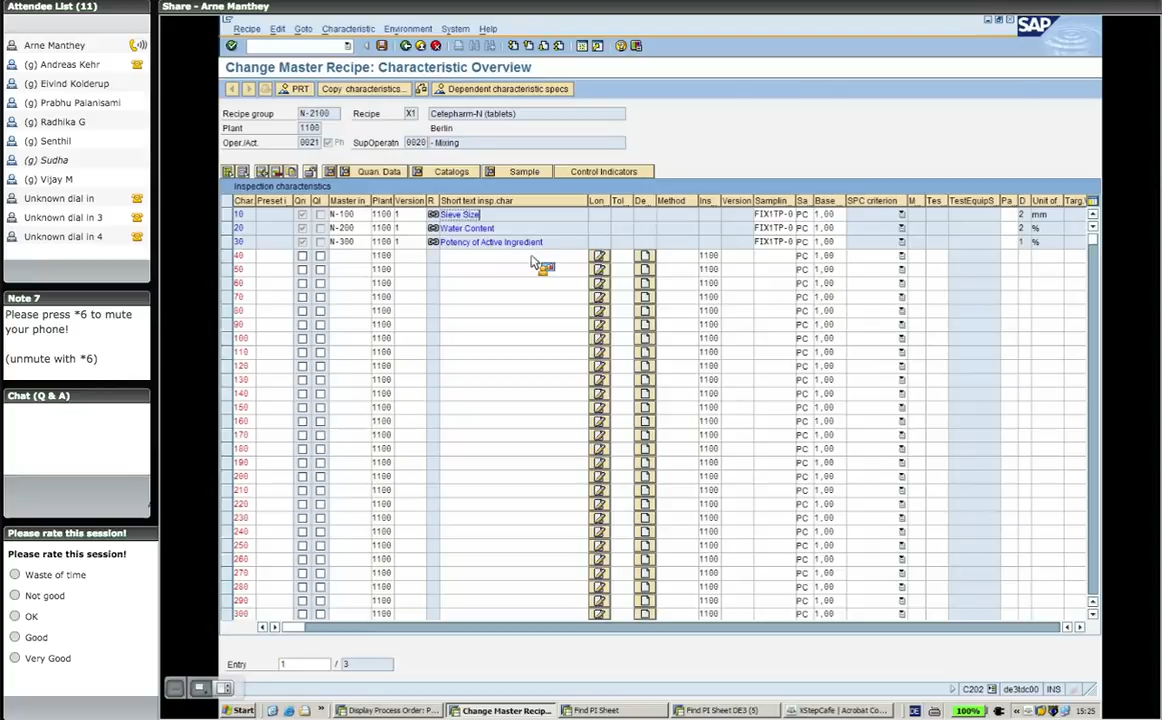 Attendee List (11)
Arne Manthey
(g) Andreas Kehr
(g) Eivind Kolderup
(g) Prabhu Palanisami
(g) Radhika G
(g) Senthil
(g) Sudha
(g) Vijay M
Unknown dial in
Unknown dial in 3
Unknown dial in 4
Note 7
Please press *6 to mute
your phone!
(unmute with *6)
Chat (Q & A)
Please rate this session!
Please rate this session!
Waste of time
Not good
OK
Good
Very Good
Share - Arne Manthey
Recipe Edit Goto Characteristic Environment System Help
SAP
Change Master Recipe: Characteristic Overview
PRT Copy characteristics... Dependent characteristic specs
Recipe group N-2100 Recipe X1 Cetepharm-N (tablets)
Plant 1100 Berlin
Oper./Act. 0021 Ph SupOperatn 0020 - Mixing
Quan. Data Catalogs Sample Control Indicators
Inspection characteristics
Char. Preset i Qn Ql Master in Plant Version R Short text insp.char Lon Tol De Method Ins Version Samplin Sa Base SPC criterion M Tes TestEquipS Pa D Unit of Targ.
10 N-100 1100 1 Sieve Size FIX1TP-0 PC 1,00 2 mm
20 N-200 1100 1 Water Content FIX1TP-0 PC 1,00 2 %
30 N-300 1100 1 Potency of Active Ingredient FIX1TP-0 PC 1,00 1 %
40 1100 1100 PC 1,00
50 1100 1100 PC 1,00
60 1100 1100 PC 1,00
70 1100 1100 PC 1,00
80 1100 1100 PC 1,00
90 1100 1100 PC 1,00
100 1100 1100 PC 1,00
110 1100 1100 PC 1,00
120 1100 1100 PC 1,00
130 1100 1100 PC 1,00
140 1100 1100 PC 1,00
150 1100 1100 PC 1,00
160 1100 1100 PC 1,00
170 1100 1100 PC 1,00
180 1100 1100 PC 1,00
190 1100 1100 PC 1,00
200 1100 1100 PC 1,00
210 1100 1100 PC 1,00
220 1100 1100 PC 1,00
230 1100 1100 PC 1,00
240 1100 1100 PC 1,00
250 1100 1100 PC 1,00
260 1100 1100 PC 1,00
270 1100 1100 PC 1,00
280 1100 1100 PC 1,00
290 1100 1100 PC 1,00
300 1100 1100 PC 1,00
Entry 1 / 3
C202 de3tdc00 INS
Start » Display Process Order: P... Change Master Recip... Find PI Sheet Find PI Sheet DE3 (5) XStepCafe - Acrobat Co... DE 100% « 15:25